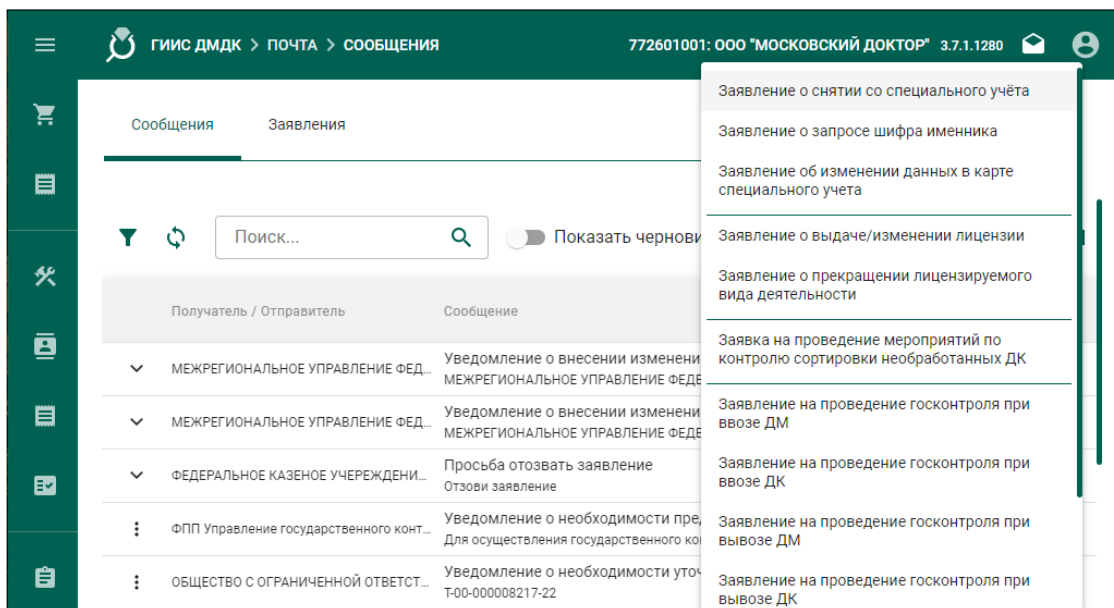 ГИИС ДМДК > ПОЧТА > СООБЩЕНИЯ
772601001: ООО "МОСКОВСКИЙ ДОКТОР" 3.7.1.1280
Сообщения
Заявления
Поиск...
Показать чернови
Получатель / Отправитель
Сообщение
МЕЖРЕГИОНАЛЬНОЕ УПРАВЛЕНИЕ ФЕД...
Уведомление о внесении изменени
МЕЖРЕГИОНАЛЬНОЕ УПРАВЛЕНИЕ ФЕДЕ
МЕЖРЕГИОНАЛЬНОЕ УПРАВЛЕНИЕ ФЕД...
Уведомление о внесении изменени
МЕЖРЕГИОНАЛЬНОЕ УПРАВЛЕНИЕ ФЕДЕ
ФЕДЕРАЛЬНОЕ КАЗЕНОЕ УЧЕРЕЖДЕНИ...
Просьба отозвать заявление
Отзови заявление
ФПП Управление государственного конт...
Уведомление о необходимости пре
Для осуществления государственного ко
ОБЩЕСТВО С ОГРАНИЧЕННОЙ ОТВЕТСТ...
Уведомление о необходимости уточ
Т-00-000008217-22
Заявление о снятии со специального учёта
Заявление о запросе шифра именника
Заявление об изменении данных в карте
специального учета
Заявление о выдаче/изменении лицензии
Заявление о прекращении лицензируемого
вида деятельности
Заявка на проведение мероприятий по
контролю сортировки необработанных ДК
Заявление на проведение госконтроля при
ввозе ДМ
Заявление на проведение госконтроля при
ввозе ДК
Заявление на проведение госконтроля при
вывозе ДМ
Заявление на проведение госконтроля при
вывозе ДК